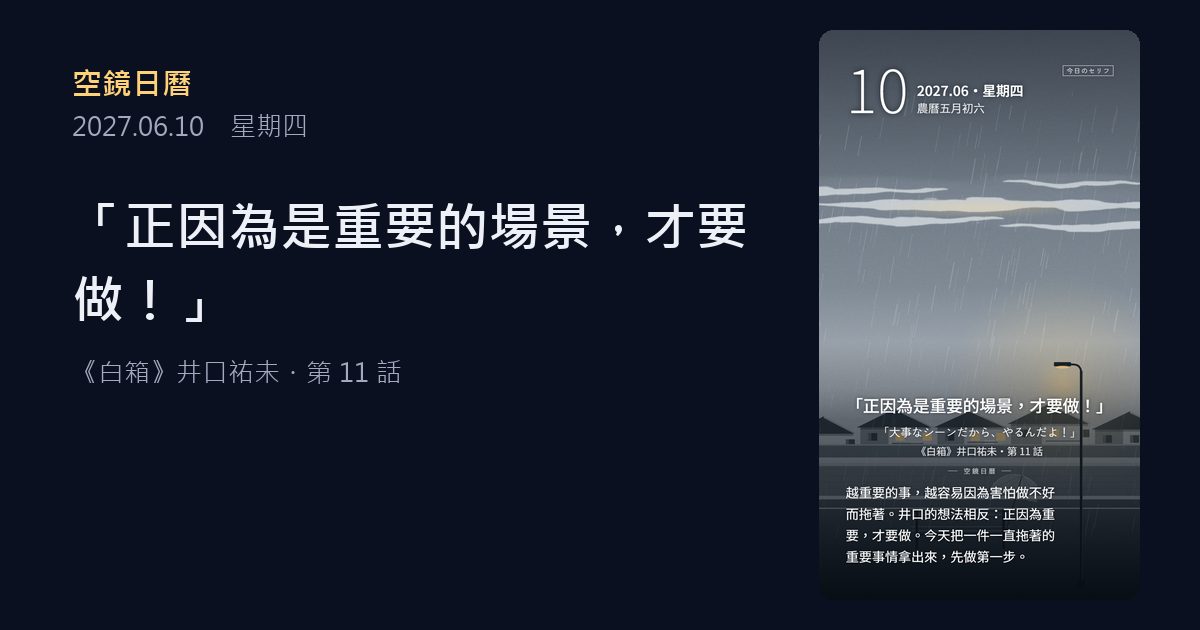 空鏡日曆
2027.06.10 星期四
「正因為是重要的場景，才要
做！」
《白箱》井口祐未・第 11 話
今日のセリフ
10
2027.06・星期四
農曆五月初六
「正因為是重要的場景，才要做！」
「大事なシーンだから、やるんだよ！」
《白箱》井口祐未・第 11 話
— 空鏡日曆 —
越重要的事，越容易因為害怕做不好
而拖著。井口的想法相反：正因為重
要，才要做。今天把一件一直拖著的
重要事情拿出來，先做第一步。